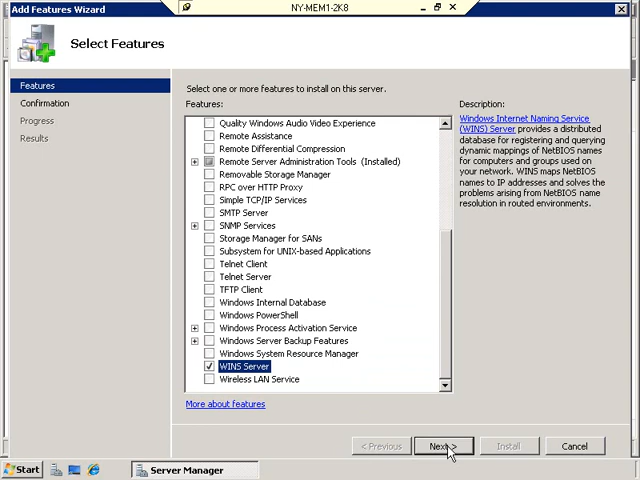 Add Features Wizard
NY-MEM1-2K8
Select Features
Features
Confirmation
Progress
Results
Select one or more features to install on this server.
Features:
Quality Windows Audio Video Experience
Remote Assistance
Remote Differential Compression
Remote Server Administration Tools (Installed)
Removable Storage Manager
RPC over HTTP Proxy
Simple TCP/IP Services
SMTP Server
SNMP Services
Storage Manager for SANs
Subsystem for UNIX-based Applications
Telnet Client
Telnet Server
TFTP Client
Windows Internal Database
Windows PowerShell
Windows Process Activation Service
Windows Server Backup Features
Windows System Resource Manager
WINS Server
Wireless LAN Service
More about features
Description:
Windows Internet Naming Service
(WINS) Server provides a distributed
database for registering and querying
dynamic mappings of NetBIOS names
for computers and groups used on
your network. WINS maps NetBIOS
names to IP addresses and solves the
problems arising from NetBIOS name
resolution in routed environments.
< Previous
Next >
Install
Cancel
Start
Server Manager